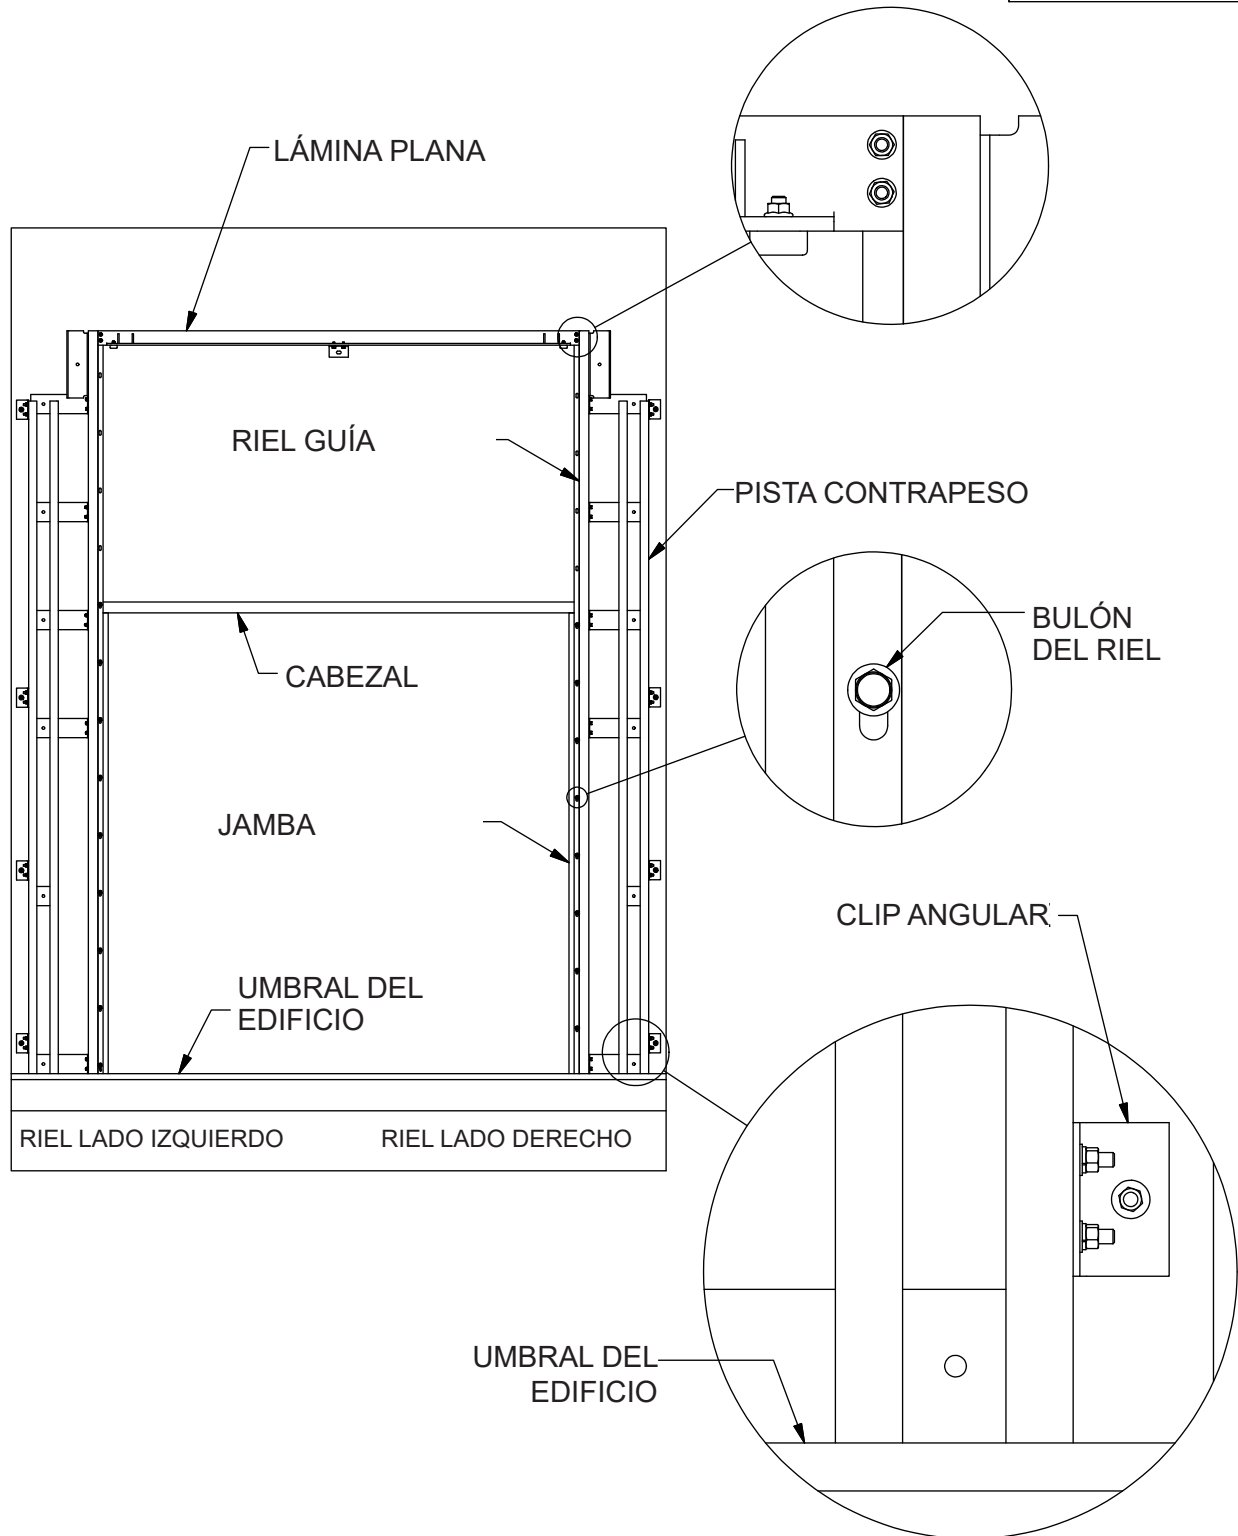 LÁMINA PLANA
RIEL GUÍA
PISTA CONTRAPESO
BULÓN
DEL RIEL
CABEZAL
JAMBA
CLIP ANGULAR
UMBRAL DEL
EDIFICIO
RIEL LADO IZQUIERDO
RIEL LADO DERECHO
UMBRAL DEL
EDIFICIO